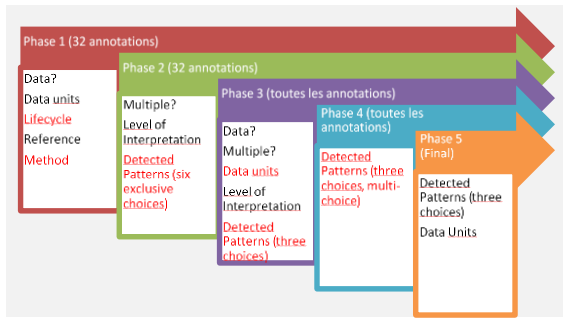 Phase 1 (32 annotations)
Data?
Data units
Lifecycle
Reference
Method
Phase 2 (32 annotations)
Multiple?
Level of
Interpretation
Detected
Patterns (six
exclusive
choices)
Phase 3 (toutes les annotations)
Data?
Multiple?
Data units
Level of
Interpretation
Detected
Patterns (three
choices)
Phase 4 (toutes les
annotations)
Detected
Patterns (three
choices, multi-
choice)
Phase 5
(Final)
Detected
Patterns (three
choices)
Data Units